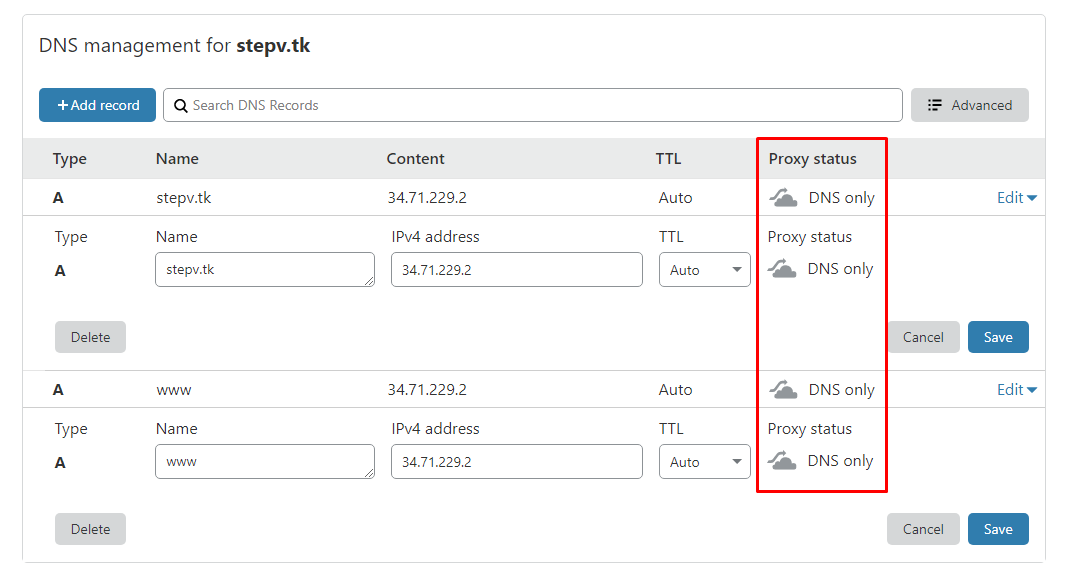 DNS management for stepv.tk
+ Add record Search DNS Records Advanced
Type Name Content TTL Proxy status
A stepv.tk 34.71.229.2 Auto DNS only Edit
Type Name IPv4 address TTL Proxy status
A stepv.tk 34.71.229.2 Auto DNS only
Delete Cancel Save
A www 34.71.229.2 Auto DNS only Edit
Type Name IPv4 address TTL Proxy status
A www 34.71.229.2 Auto DNS only
Delete Cancel Save